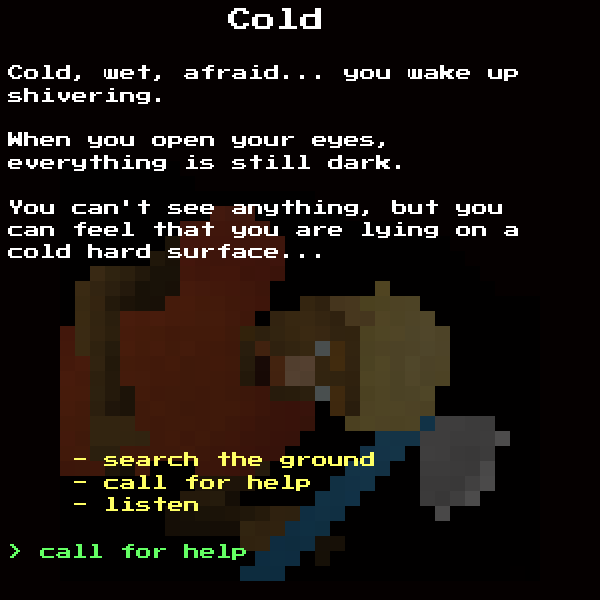 Cold
Cold, wet, afraid... you wake up
shivering.
When you open your eyes,
everything is still dark.
You can't see anything, but you
can feel that you are lying on a
cold hard surface...
- search the ground
- call for help
- listen
> call for help